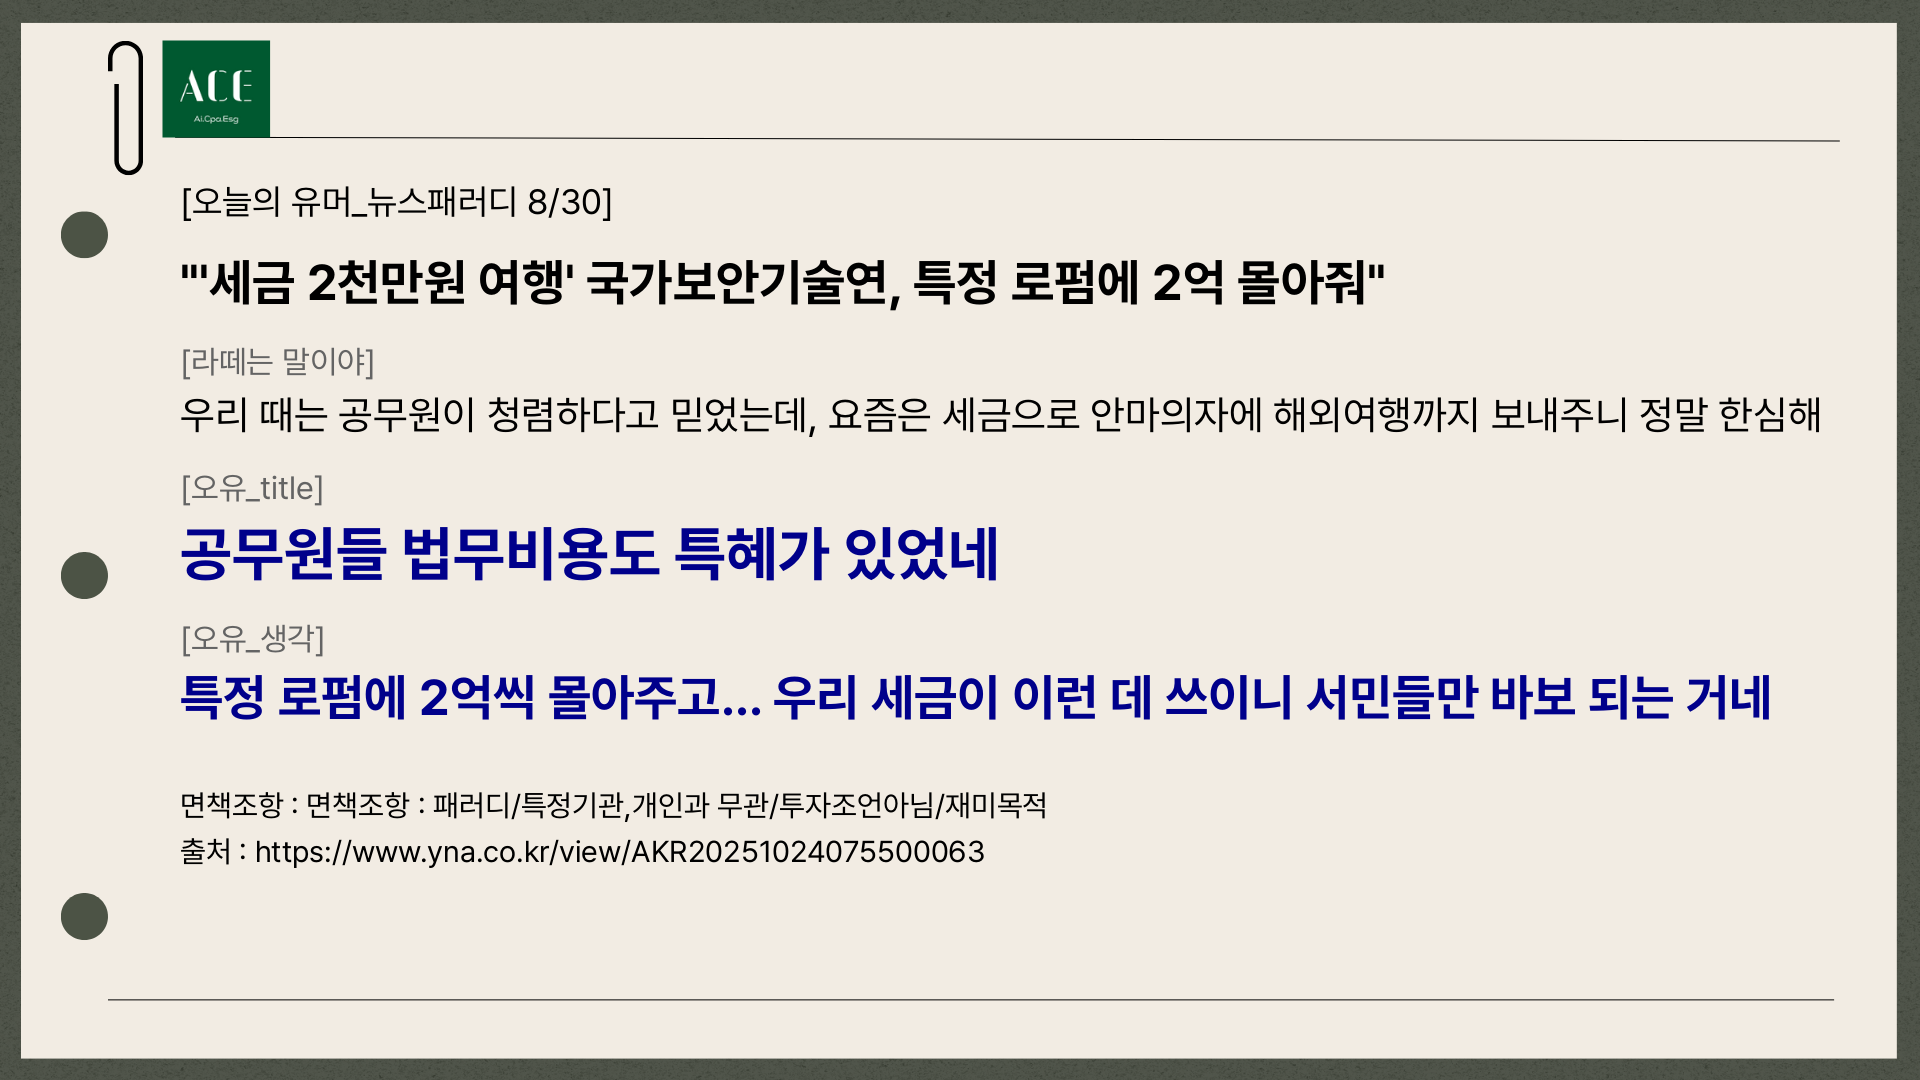 ACE
Ai.Cpa.Esg
[오늘의 유머_뉴스패러디 8/30]
"'세금 2천만원 여행' 국가보안기술연, 특정 로펌에 2억 몰아줘"
[라떼는 말이야]
우리 때는 공무원이 청렴하다고 믿었는데, 요즘은 세금으로 안마의자에 해외여행까지 보내주니 정말 한심해
[오유_title]
공무원들 법무비용도 특혜가 있었네
[오유_생각]
특정 로펌에 2억씩 몰아주고... 우리 세금이 이런 데 쓰이니 서민들만 바보 되는 거네
면책조항 : 면책조항 : 패러디/특정기관,개인과 무관/투자조언아님/재미목적
출처 : https://www.yna.co.kr/view/AKR20251024075500063